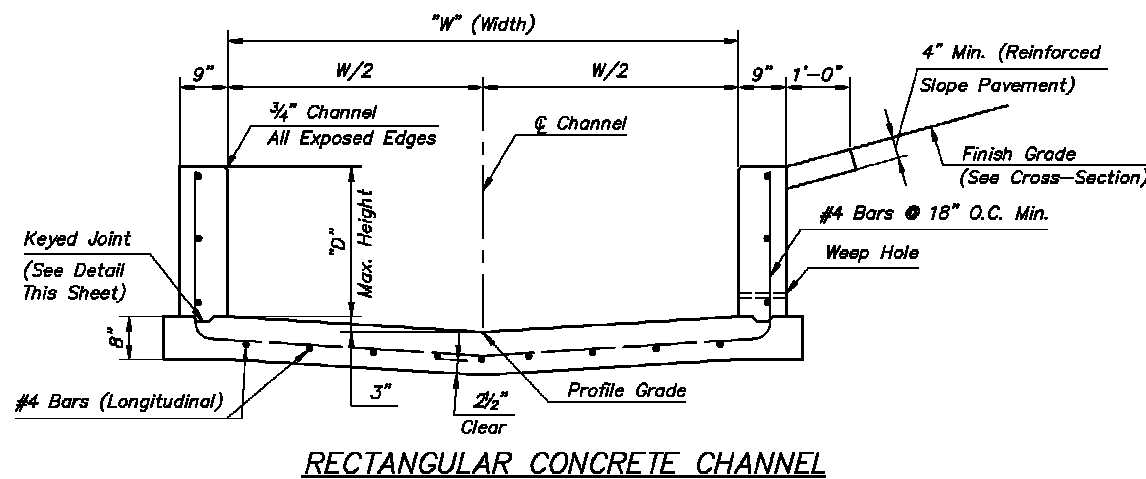 "W" (Width)
9"
W/2
W/2
9"
1'-0"
4" Min. (Reinforced
Slope Pavement)
3/4" Channel
All Exposed Edges
℄ Channel
Finish Grade
(See Cross-Section)
"D"
Max. Height
#4 Bars @ 18" O.C. Min.
Keyed Joint
(See Detail
This Sheet)
Weep Hole
8"
#4 Bars (Longitudinal)
3"
2½"
Clear
Profile Grade
RECTANGULAR CONCRETE CHANNEL